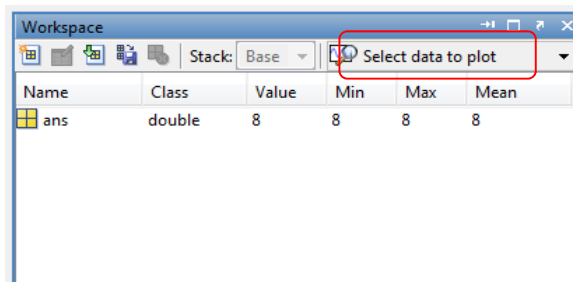 Workspace
Stack: Base Select data to plot
Name Class Value Min Max Mean
ans double 8 8 8 8